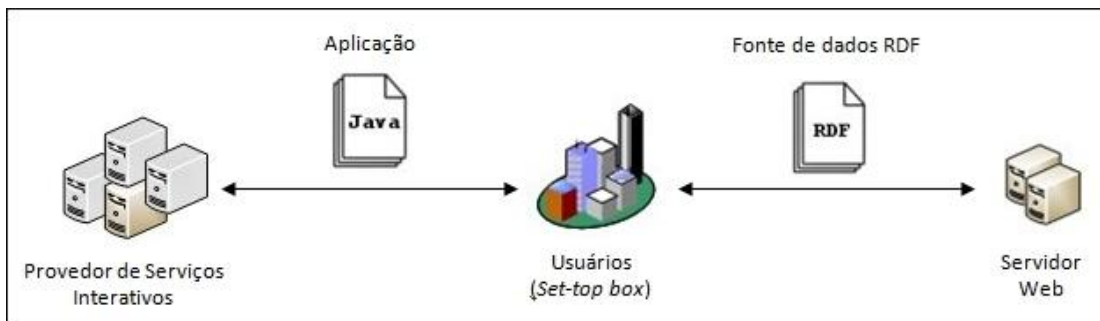 Aplicação
Fonte de dados RDF
Java
RDF
Provedor de Serviços
Interativos
Usuários
(Set-top box)
Servidor
Web